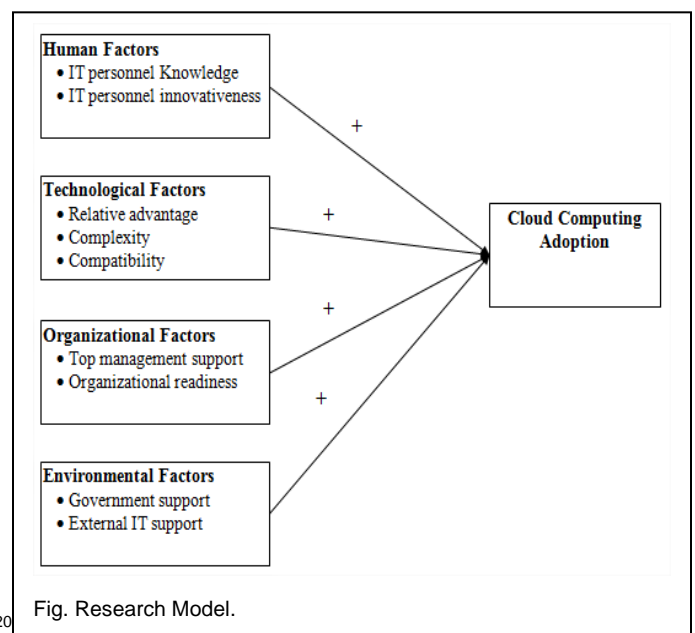 Human Factors
• IT personnel Knowledge
• IT personnel innovativeness
+
Technological Factors
• Relative advantage
• Complexity
• Compatibility
+
Cloud Computing
Adoption
Organizational Factors
• Top management support
• Organizational readiness
+
Environmental Factors
• Government support
• External IT support
+
20
Fig. Research Model.